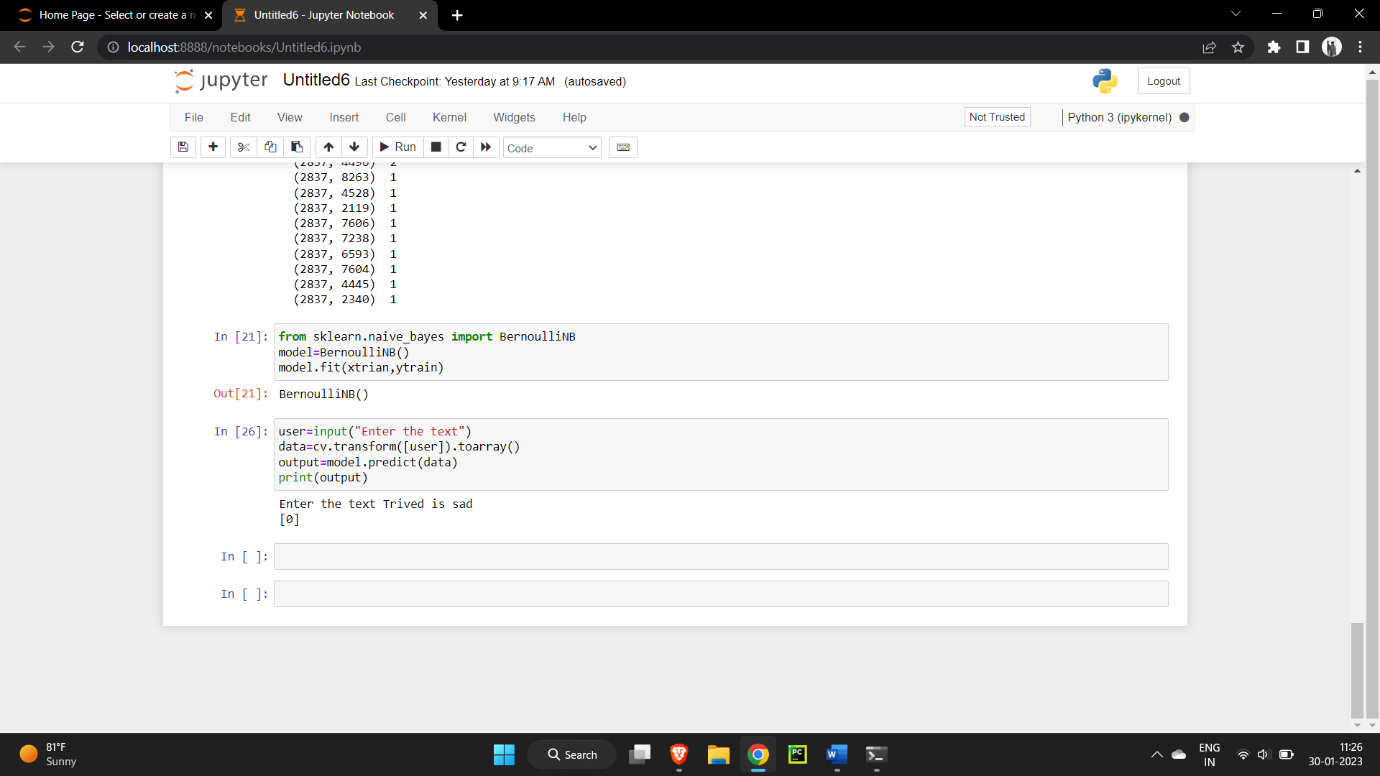 Home Page - Select or create a n
Untitled6 - Jupyter Notebook
localhost:8888/notebooks/Untitled6.ipynb
jupyter Untitled6 Last Checkpoint: Yesterday at 9:17 AM (autosaved)
Logout
File Edit View Insert Cell Kernel Widgets Help
Not Trusted
Python 3 (ipykernel)
Run
Code
(2837, 4490) 2
(2837, 8263) 1
(2837, 4528) 1
(2837, 2119) 1
(2837, 7606) 1
(2837, 7238) 1
(2837, 6593) 1
(2837, 7604) 1
(2837, 4445) 1
(2837, 2340) 1
In [21]: from sklearn.naive_bayes import BernoulliNB
model=BernoulliNB()
model.fit(xtrian,ytrain)
Out[21]: BernoulliNB()
In [26]: user=input("Enter the text")
data=cv.transform([user]).toarray()
output=model.predict(data)
print(output)
Enter the text Trived is sad
[0]
In [ ]:
In [ ]:
81°F
Sunny
Search
PC
W
ENG
IN
11:26
30-01-2023